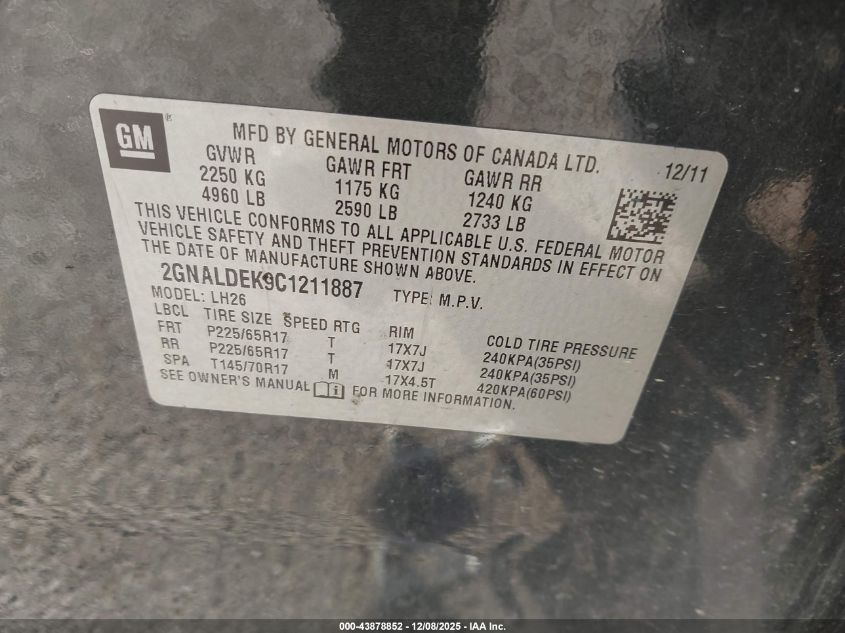 GM ®
MFD BY GENERAL MOTORS OF CANADA LTD.
GVWR GAWR FRT GAWR RR 12/11
2250 KG 1175 KG 1240 KG
4960 LB 2590 LB 2733 LB
THIS VEHICLE CONFORMS TO ALL APPLICABLE U.S. FEDERAL MOTOR
VEHICLE SAFETY AND THEFT PREVENTION STANDARDS IN EFFECT ON
THE DATE OF MANUFACTURE SHOWN ABOVE.
2GNALDEK9C1211887 TYPE: M.P.V.
MODEL: LH26
LBCL TIRE SIZE SPEED RTG RIM COLD TIRE PRESSURE
FRT P225/65R17 T 17X7J 240KPA(35PSI)
RR P225/65R17 T 17X7J 240KPA(35PSI)
SPA T145/70R17 M 17X4.5T 420KPA(60PSI)
SEE OWNER'S MANUAL FOR MORE INFORMATION.
000-43878852 - 12/08/2025 - IAA Inc.